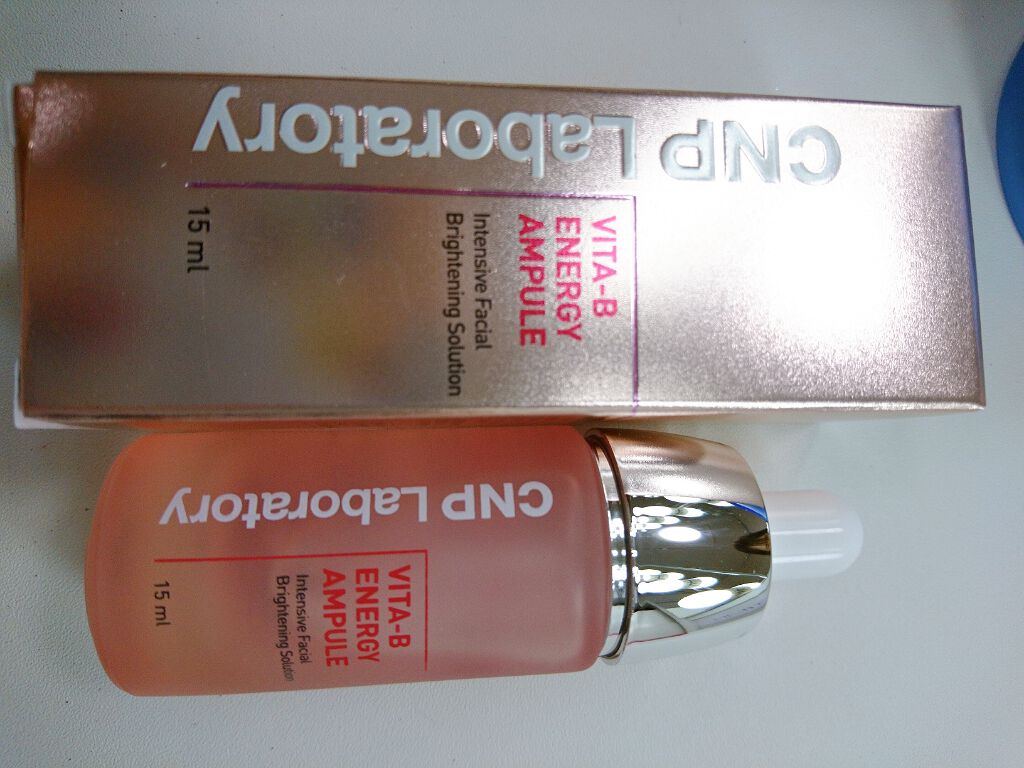 CNP Laboratory
VITA-B
ENERGY
AMPULE
Intensive Facial
Brightening Solution
15 ml
CNP Laboratory
VITA-B
ENERGY
AMPULE
Intensive Facial
Brightening Solution
15 ml